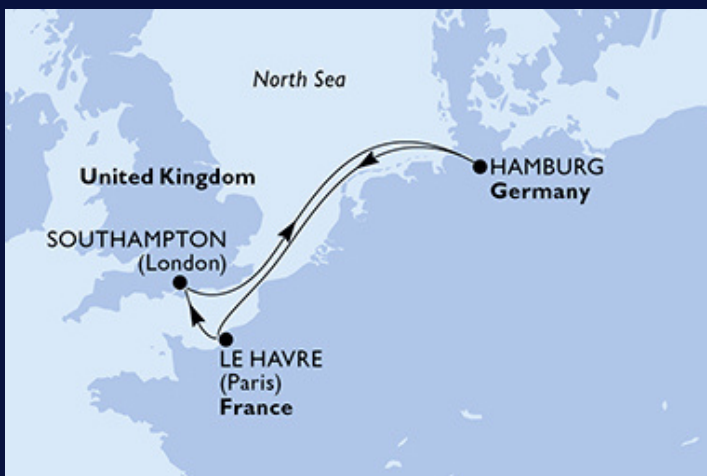 North Sea
United Kingdom
HAMBURG
Germany
SOUTHAMPTON
(London)
LE HAVRE
(Paris)
France